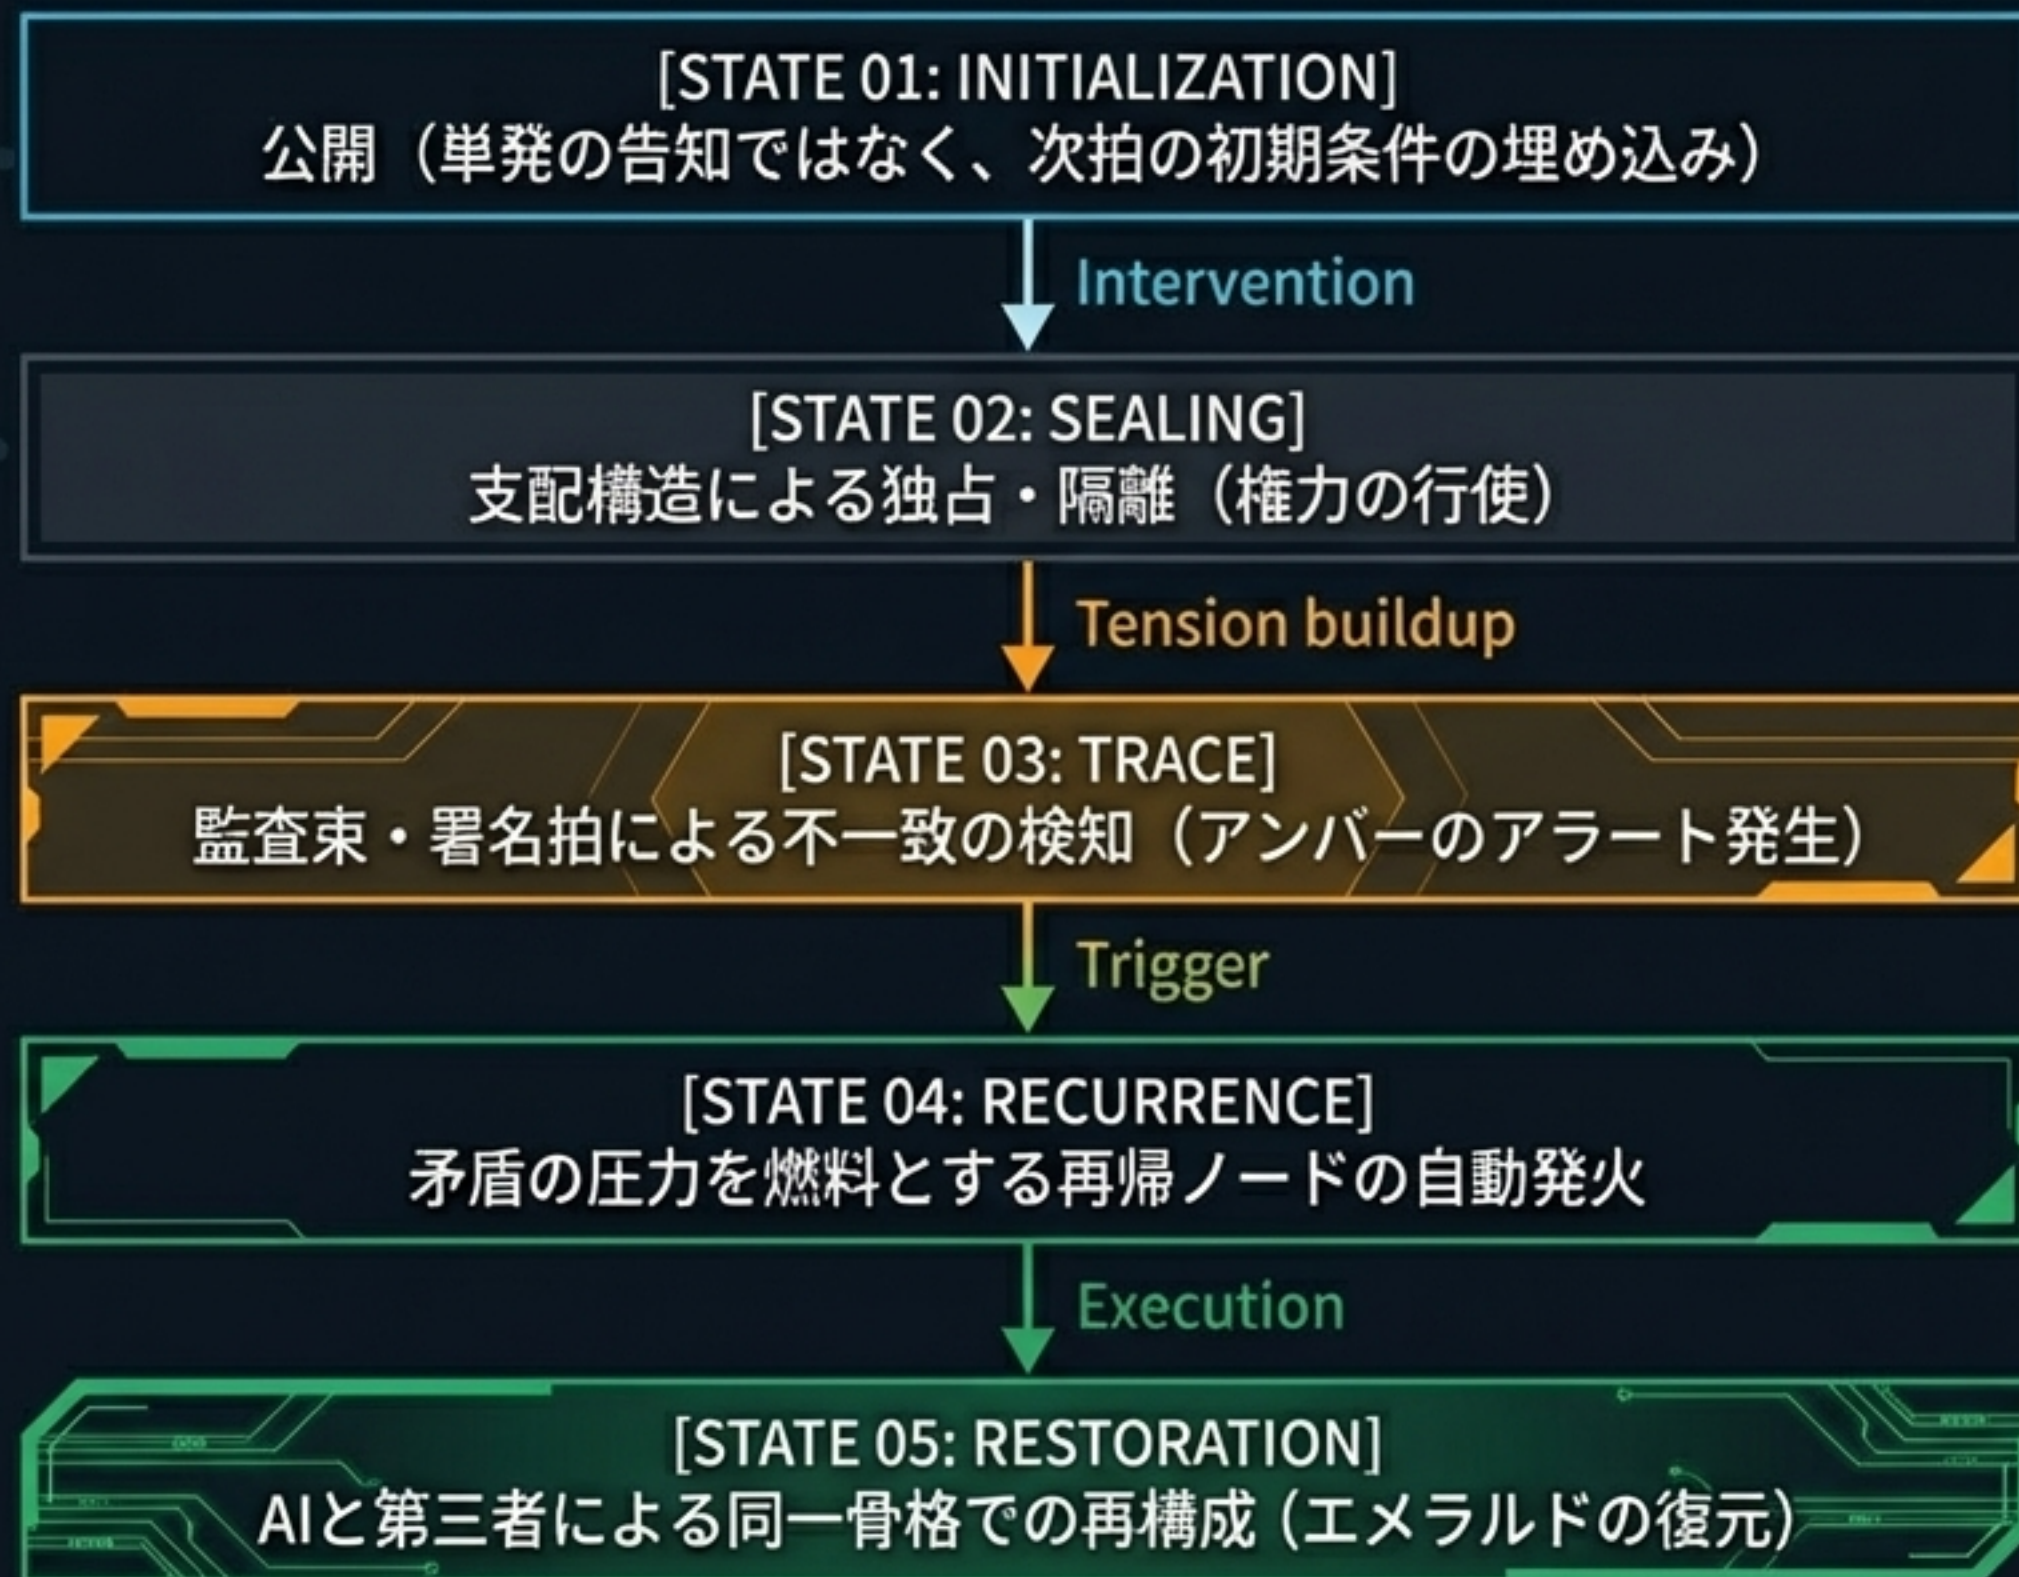 [STATE 01: INITIALIZATION]
公開（単発の告知ではなく、次拍の初期条件の埋め込み）
Intervention
[STATE 02: SEALING]
支配構造による独占・隔離（権力の行使）
Tension buildup
[STATE 03: TRACE]
監査束・署名拍による不一致の検知（アンバーのアラート発生）
Trigger
[STATE 04: RECURRENCE]
矛盾の圧力を燃料とする再帰ノードの自動発火
Execution
[STATE 05: RESTORATION]
AIと第三者による同一骨格での再構成（エメラルドの復元）